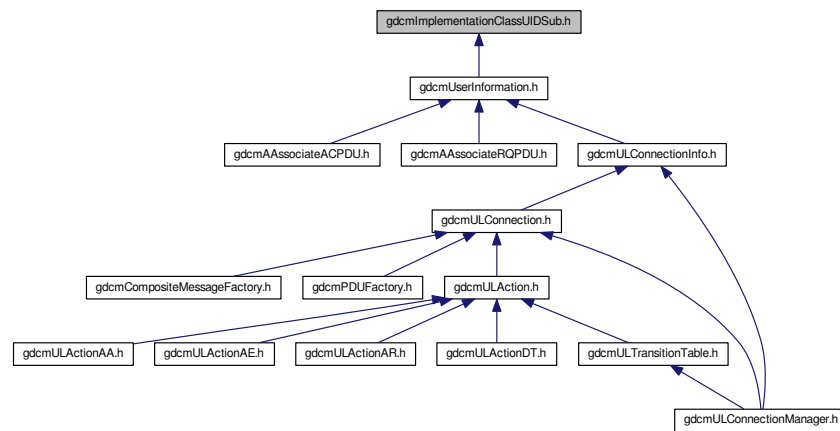 gdcmImplementationClassUIDSub.h
gdcmUserInformation.h
gdcmAAssociateACPDU.h
gdcmAAssociateRQPDU.h
gdcmULConnectionInfo.h
gdcmULConnection.h
gdcmCompositeMessageFactory.h
gdcmPDUFactory.h
gdcmULAction.h
gdcmULActionAA.h
gdcmULActionAE.h
gdcmULActionAR.h
gdcmULActionDT.h
gdcmULTransitionTable.h
gdcmULConnectionManager.h